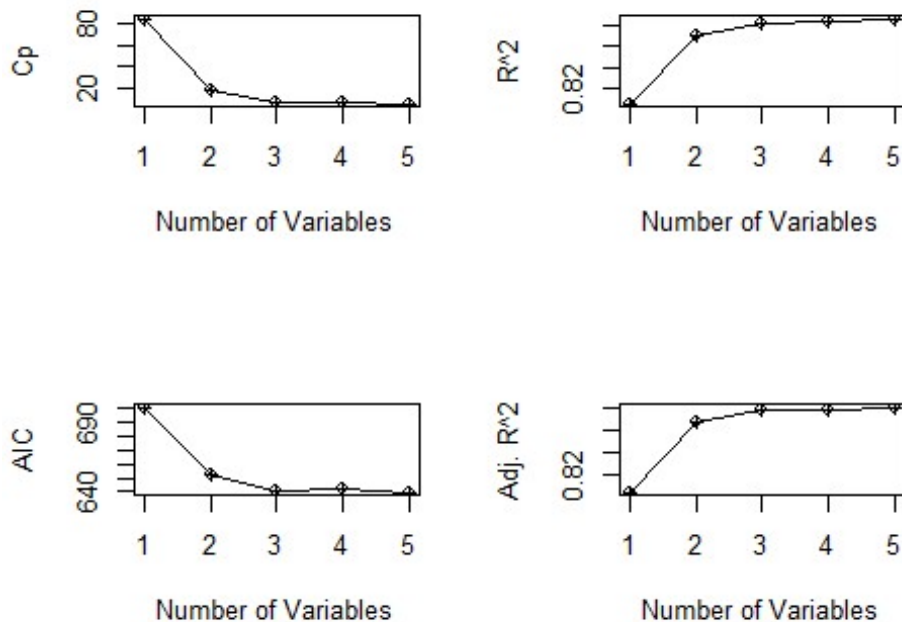 Cp
80
20
1 2 3 4 5
Number of Variables
R^2
0.82
1 2 3 4 5
Number of Variables
AIC
690
640
1 2 3 4 5
Number of Variables
Adj. R^2
0.82
1 2 3 4 5
Number of Variables